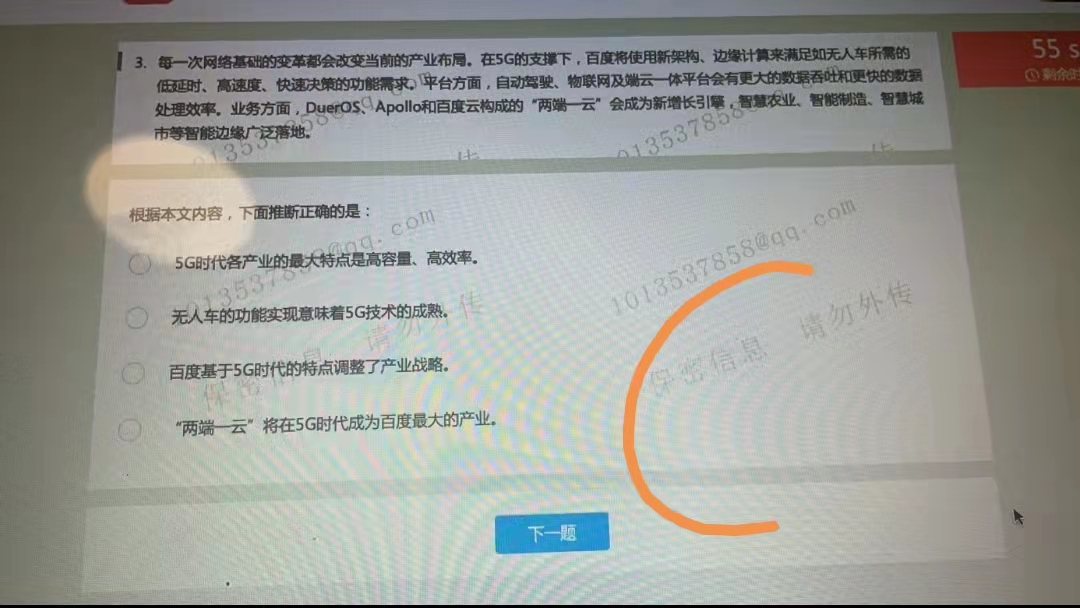 55 s
剩余时
3. 每一次网络基础的变革都会改变当前的产业布局。在5G的支撑下，百度将使用新架构、边缘计算来满足如无人车所需的
低延时、高速度、快速决策的功能需求。平台方面，自动驾驶、物联网及端云一体平台会有更大的数据吞吐和更快的数据
处理效率。业务方面，DuerOS、Apollo和百度云构成的“两端一云”会成为新增长引擎，智慧农业、智能制造、智慧城
市等智能边缘广泛落地。
根据本文内容，下面推断正确的是：
5G时代各产业的最大特点是高容量、高效率。
无人车的功能实现意味着5G技术的成熟。
百度基于5G时代的特点调整了产业战略。
“两端一云”将在5G时代成为百度最大的产业。
下一题
1013537858@qq.com
保密信息 请勿外传
1013537858@qq.com
保密信息 请勿外传